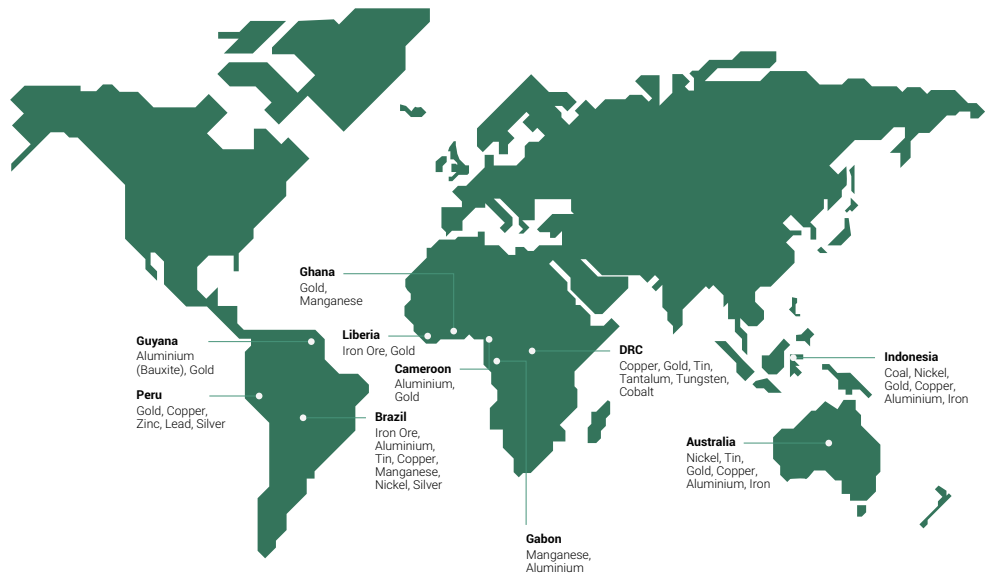 Ghana
Gold,
Manganese
Guyana
Aluminium
(Bauxite), Gold
Liberia
Iron Ore, Gold
Cameroon
Aluminium,
Gold
DRC
Copper, Gold, Tin,
Tantalum, Tungsten,
Cobalt
Indonesia
Coal, Nickel,
Gold, Copper,
Aluminium, Iron
Peru
Gold, Copper,
Zinc, Lead, Silver
Brazil
Iron Ore,
Aluminium,
Tin, Copper,
Manganese,
Nickel, Silver
Australia
Nickel, Tin,
Gold, Copper,
Aluminium, Iron
Gabon
Manganese,
Aluminium